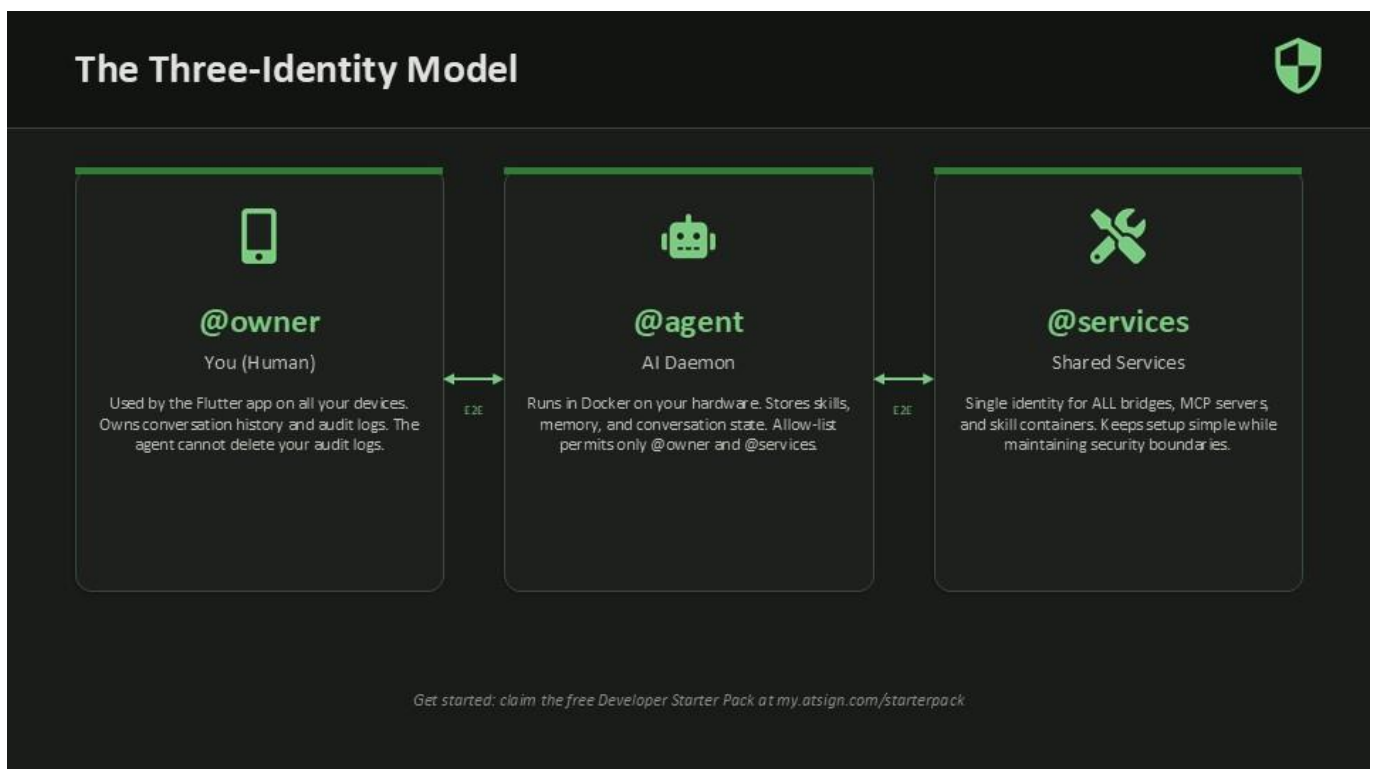 The Three-Identity Model
@owner
You (Human)
Used by the Flutter app on all your devices.
Owns conversation history and audit logs. The
agent cannot delete your audit logs.
E2E
@agent
AI Daemon
Runs in Docker on your hardware. Stores skills,
memory, and conversation state. Allow-list
permits only @owner and @services.
E2E
@services
Shared Services
Single identity for ALL bridges, MCP servers,
and skill containers. Keeps setup simple while
maintaining security boundaries.
Get started: claim the free Developer Starter Pack at my.atsign.com/starterpack